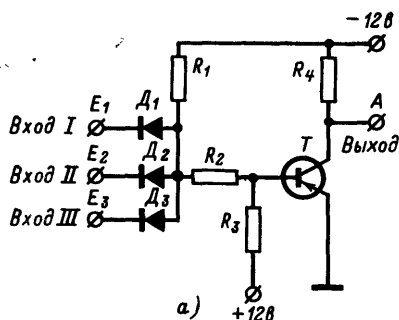 -12в
R₁
R₄
A
E₁
Д₁
Вход I
T
Выход
E₂
Д₂
Вход II
R₂
E₃
Д₃
Вход III
R₃
а)
+12в